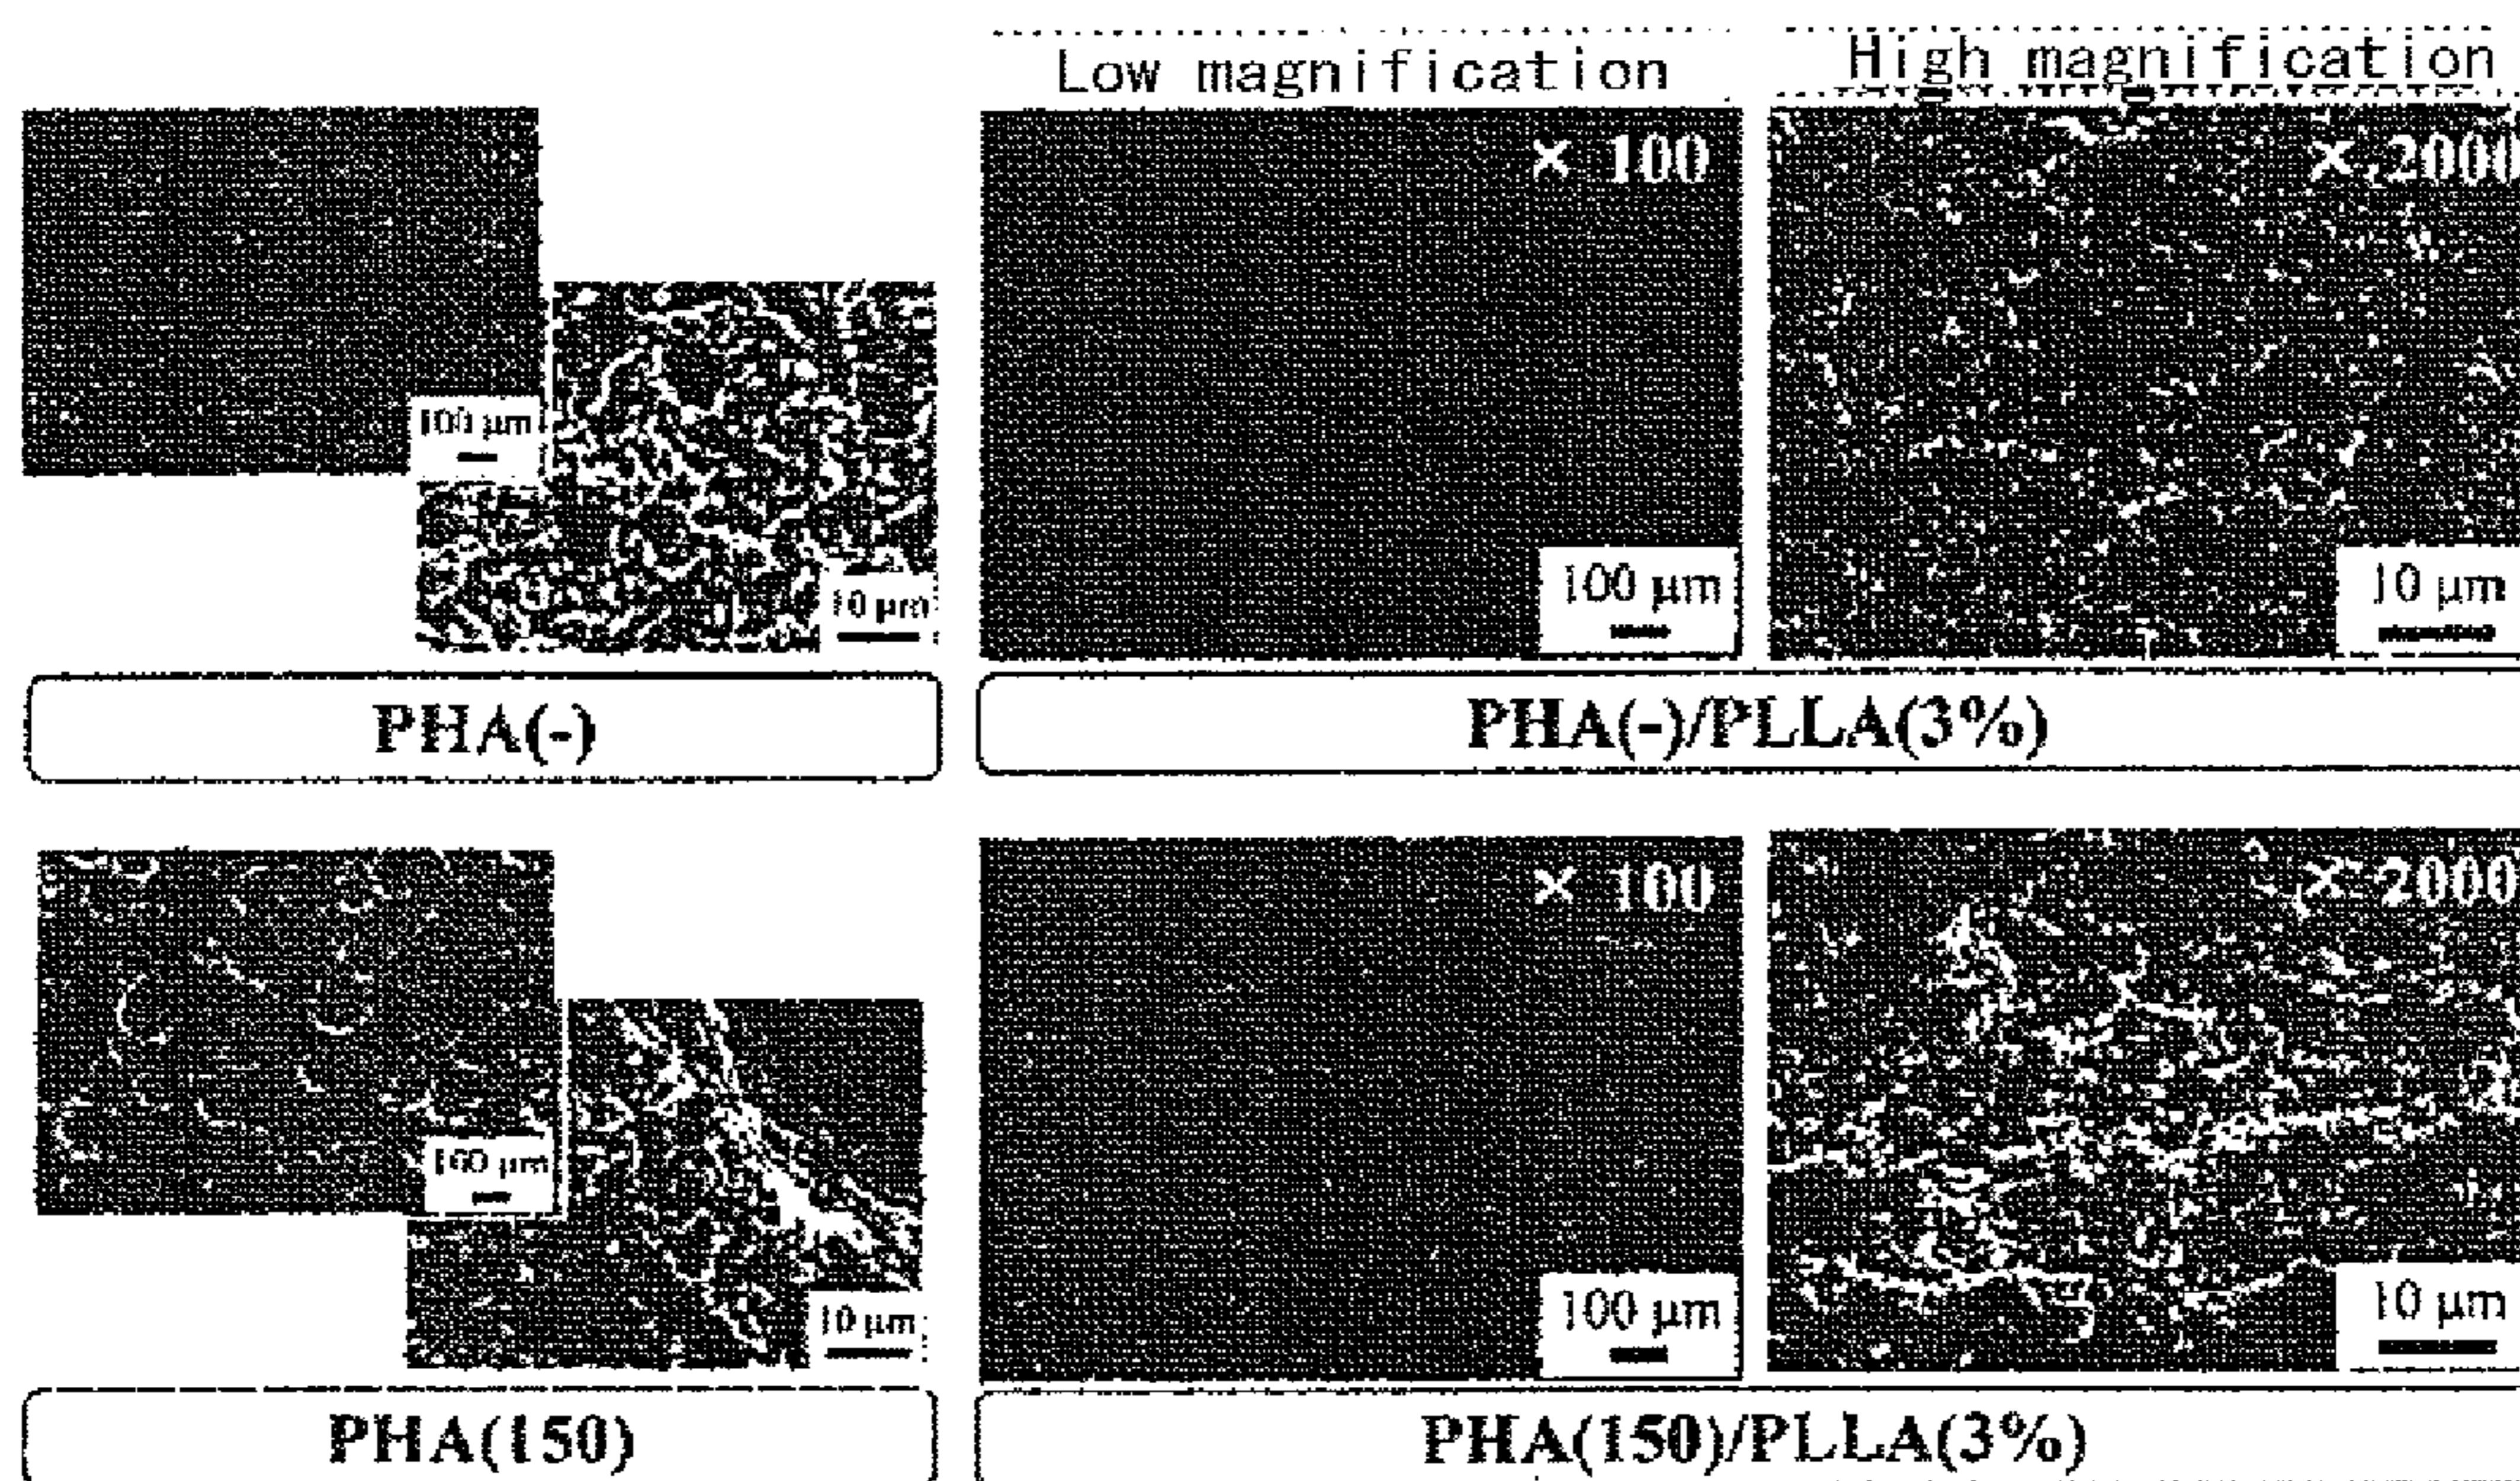 Low magnification
High magnification
× 100
× 2000
100 μm
10 μm
100 μm
10 μm
PHA(-)
PHA(-)/PLLA(3%)
× 100
× 2000
100 μm
10 μm
100 μm
10 μm
PHA(150)
PHA(150)/PLLA(3%)